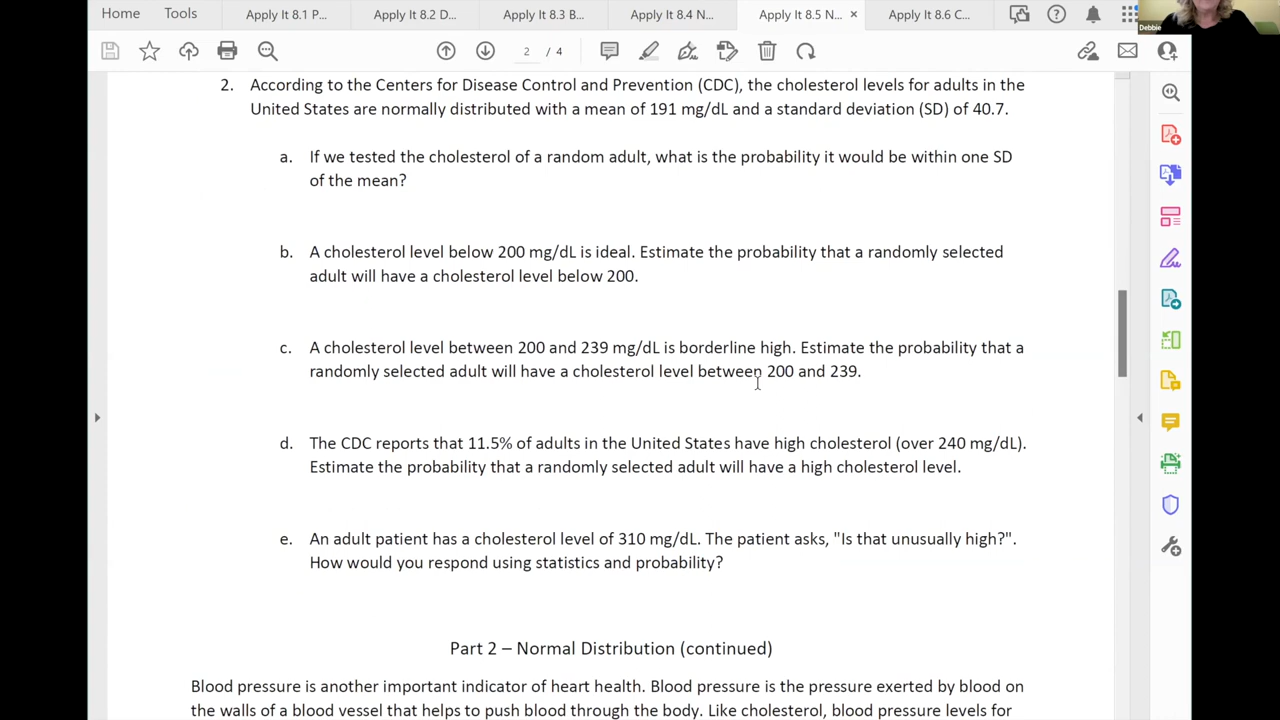 Home
Tools
Apply It 8.1 P...
Apply It 8.2 D...
Apply It 8.3 B...
Apply It 8.4 N...
Apply It 8.5 N...
Apply It 8.6 C...
Debbie
2 / 4
2. According to the Centers for Disease Control and Prevention (CDC), the cholesterol levels for adults in the
United States are normally distributed with a mean of 191 mg/dL and a standard deviation (SD) of 40.7.
a. If we tested the cholesterol of a random adult, what is the probability it would be within one SD
of the mean?
b. A cholesterol level below 200 mg/dL is ideal. Estimate the probability that a randomly selected
adult will have a cholesterol level below 200.
c. A cholesterol level between 200 and 239 mg/dL is borderline high. Estimate the probability that a
randomly selected adult will have a cholesterol level between 200 and 239.
d. The CDC reports that 11.5% of adults in the United States have high cholesterol (over 240 mg/dL).
Estimate the probability that a randomly selected adult will have a high cholesterol level.
e. An adult patient has a cholesterol level of 310 mg/dL. The patient asks, "Is that unusually high?".
How would you respond using statistics and probability?
Part 2 – Normal Distribution (continued)
Blood pressure is another important indicator of heart health. Blood pressure is the pressure exerted by blood on
the walls of a blood vessel that helps to push blood through the body. Like cholesterol, blood pressure levels for